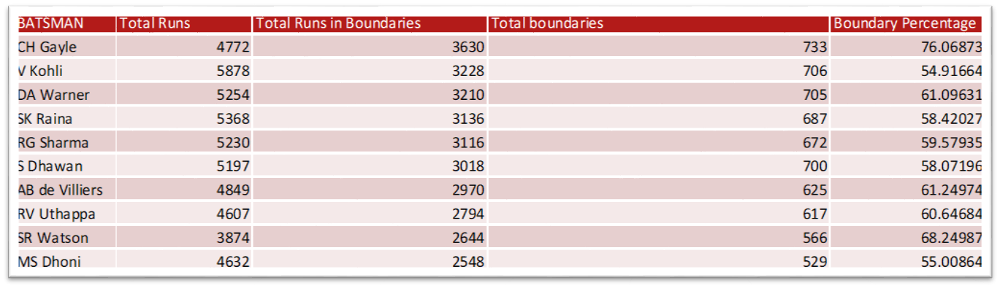 BATSMAN Total Runs Total Runs in Boundaries Total boundaries Boundary Percentage
CH Gayle 4772 3630 733 76.06873
V Kohli 5878 3228 706 54.91664
DA Warner 5254 3210 705 61.09631
SK Raina 5368 3136 687 58.42027
RG Sharma 5230 3116 672 59.57935
S Dhawan 5197 3018 700 58.07196
AB de Villiers 4849 2970 625 61.24974
RV Uthappa 4607 2794 617 60.64684
SR Watson 3874 2644 566 68.24987
MS Dhoni 4632 2548 529 55.00864